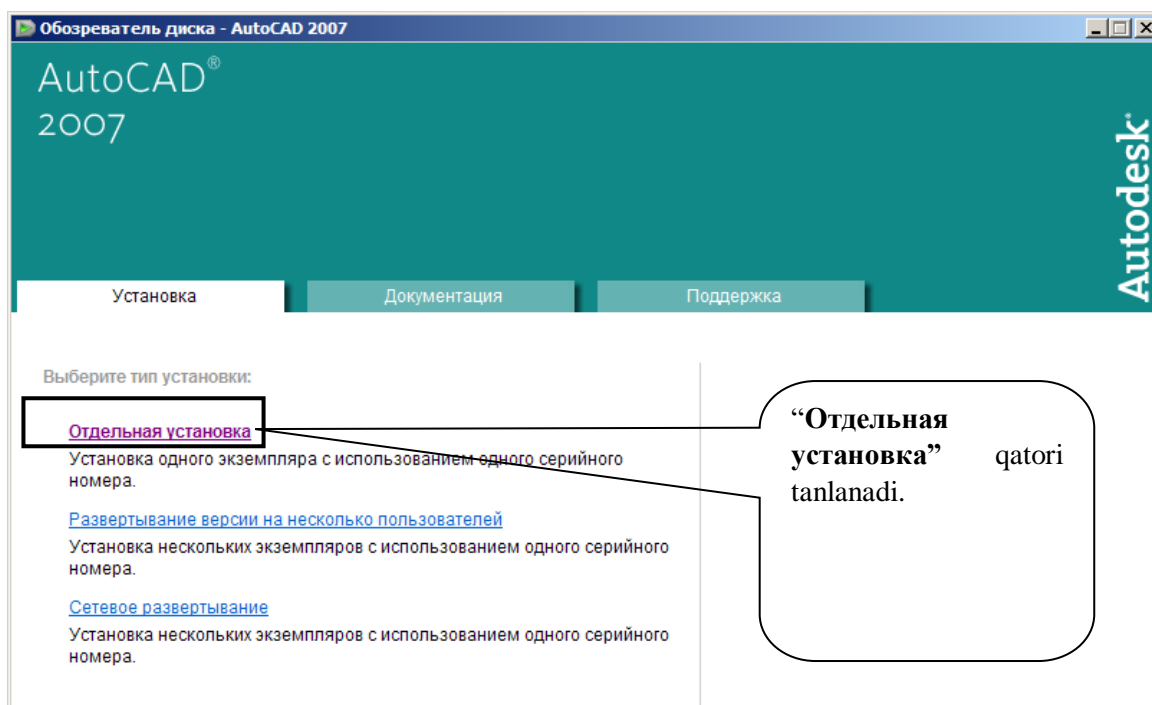 Обозреватель диска - AutoCAD 2007
AutoCAD®
2007
Autodesk®
Установка
Документация
Поддержка
Выберите тип установки:
Отдельная установка
Установка одного экземпляра с использованием одного серийного
номера.
Развертывание версии на несколько пользователей
Установка нескольких экземпляров с использованием одного серийного
номера.
Сетевое развертывание
Установка нескольких экземпляров с использованием одного серийного
номера.
“Отдельная
установка” qatori
tanlanadi.